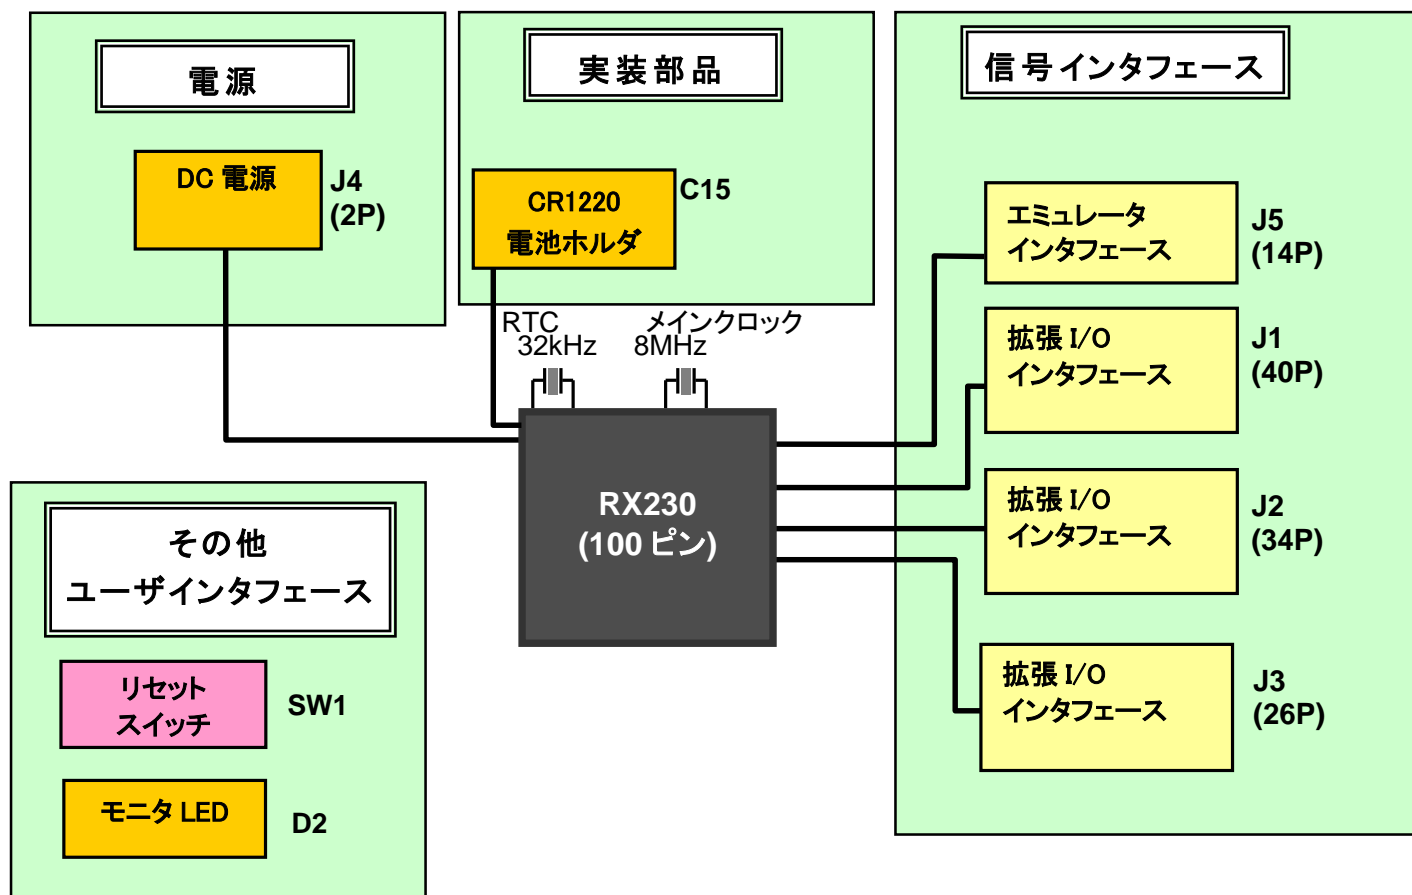 電源
DC 電源
J4
(2P)
実装部品
CR1220
電池ホルダ
C15
RTC
32kHz
メインクロック
8MHz
RX230
(100 ピン)
信号インタフェース
エミュレータ
インタフェース
J5
(14P)
拡張 I/O
インタフェース
J1
(40P)
拡張 I/O
インタフェース
J2
(34P)
拡張 I/O
インタフェース
J3
(26P)
その他
ユーザインタフェース
リセット
スイッチ
SW1
モニタ LED
D2